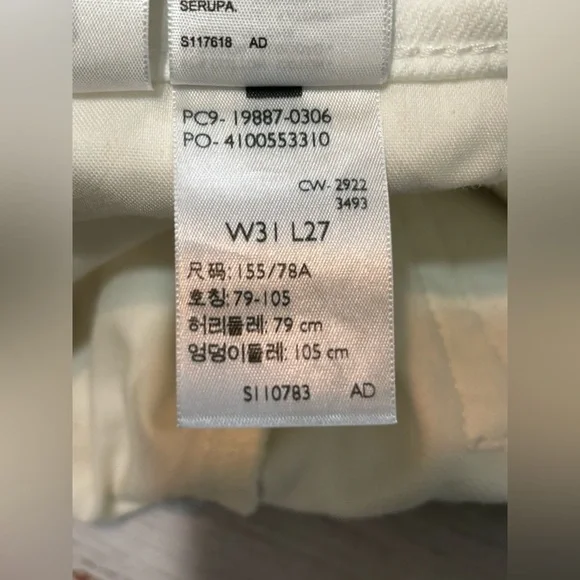 SERUPA.
S117618 AD
PC9- 19887-0306
PO- 4100553310
CW- 2922
3493
W31 L27
尺码: 155/78A
호칭: 79-105
허리둘레: 79 cm
엉덩이둘레: 105 cm
S110783 AD